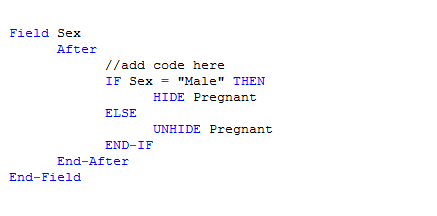 Field Sex
After
//add code here
IF Sex = "Male" THEN
HIDE Pregnant
ELSE
UNHIDE Pregnant
END-IF
End-After
End-Field